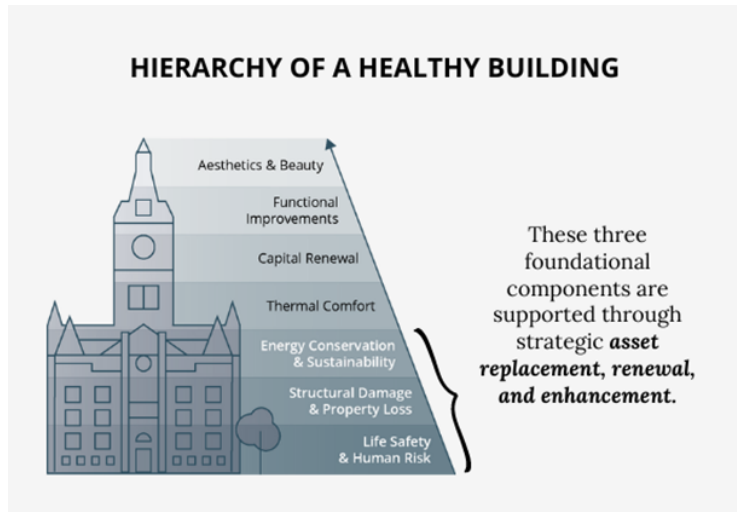 HIERARCHY OF A HEALTHY BUILDING
Aesthetics & Beauty
Functional
Improvements
Capital Renewal
Thermal Comfort
Energy Conservation
& Sustainability
Structural Damage
& Property Loss
Life Safety
& Human Risk
These three
foundational
components are
supported through
strategic asset
replacement, renewal,
and enhancement.